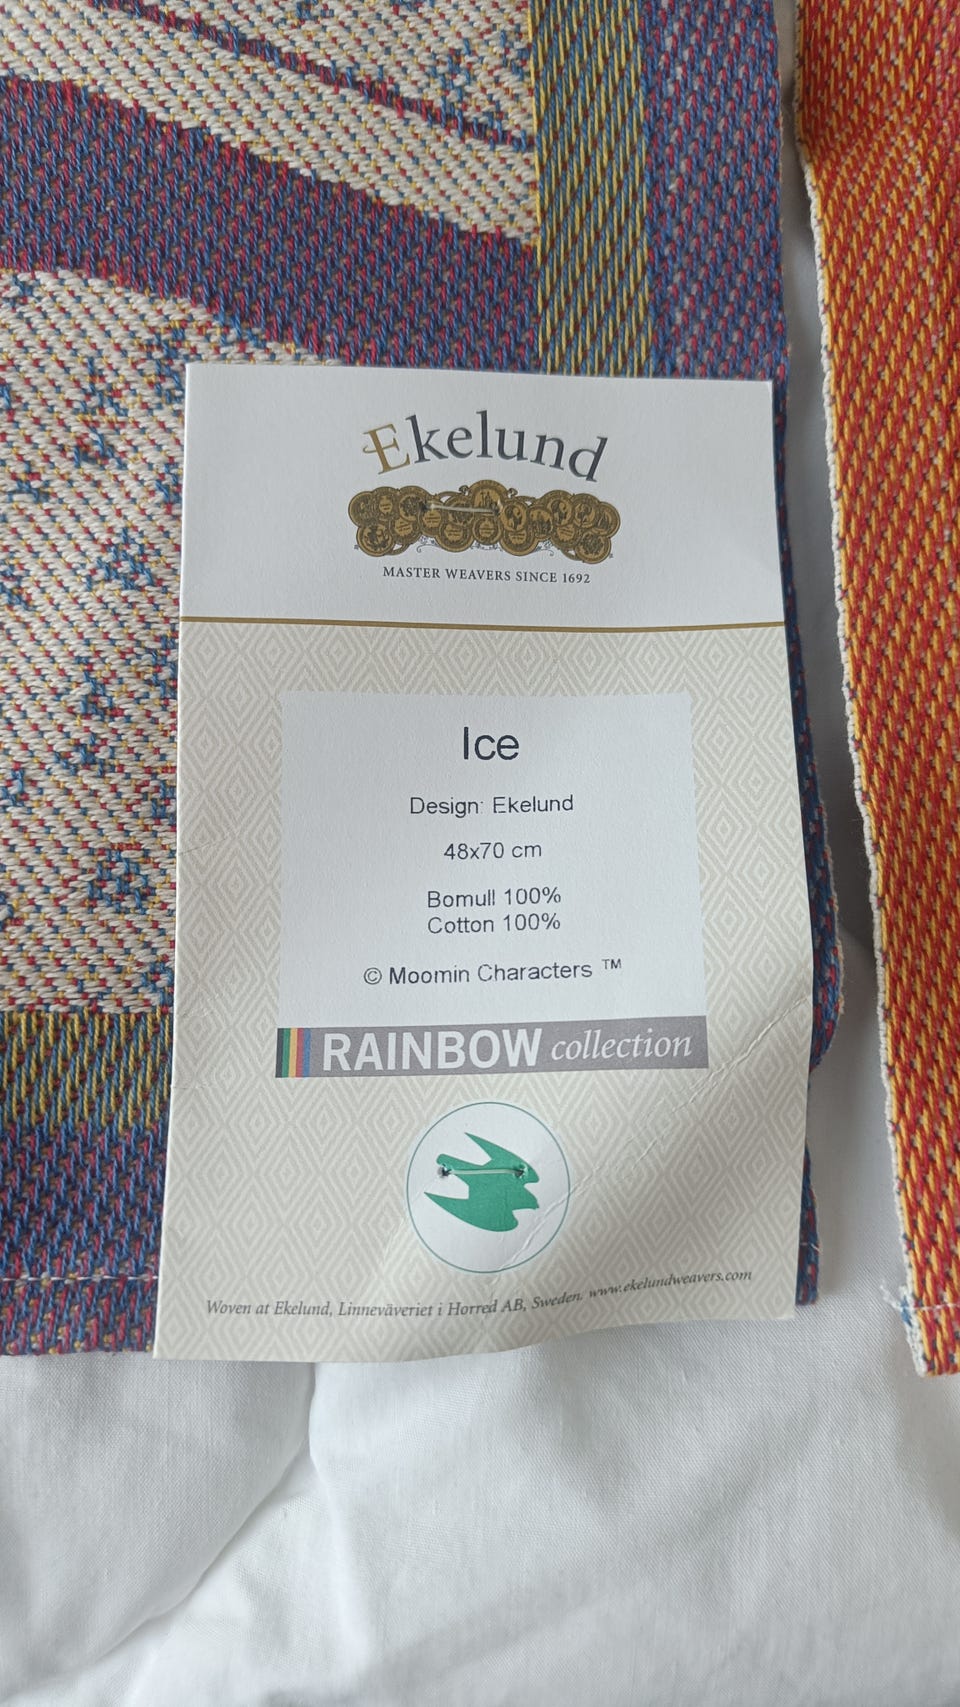 Ekelund
MASTER WEAVERS SINCE 1692
Ice
Design: Ekelund
48x70 cm
Bomull 100%
Cotton 100%
© Moomin Characters ™
RAINBOW collection
Woven at Ekelund, Linneväveriet i Horred AB, Sweden. www.ekelundweavers.com